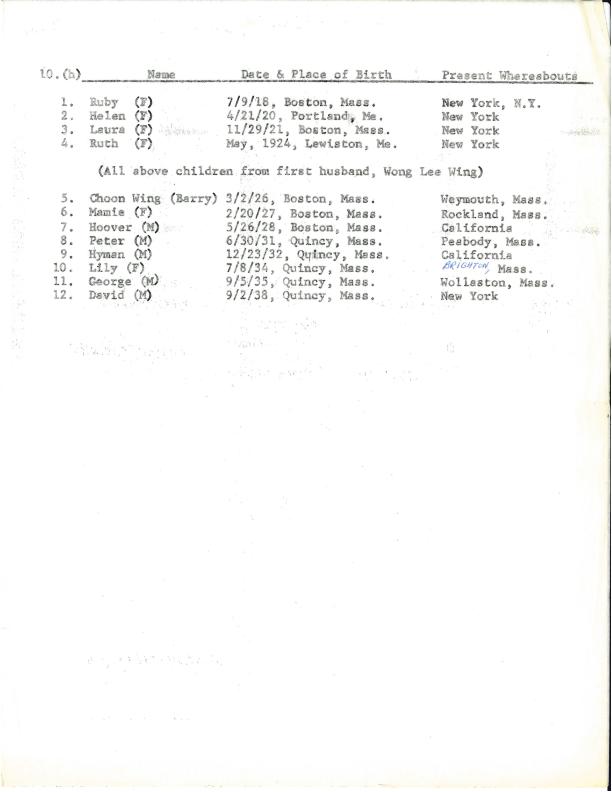 10.(h) Name Date & Place of Birth Present Whereabouts
1. Ruby (F) 7/9/18, Boston, Mass. New York, N.Y.
2. Helen (F) 4/21/20, Portland, Me. New York
3. Laura (F) 11/29/21, Boston, Mass. New York
4. Ruth (F) May, 1924, Lewiston, Me. New York
(All above children from first husband, Wong Lee Wing)
5. Choon Wing (Barry) 3/2/26, Boston, Mass. Weymouth, Mass.
6. Mamie (F) 2/20/27, Boston, Mass. Rockland, Mass.
7. Hoover (M) 5/26/28, Boston, Mass. California
8. Peter (M) 6/30/31, Quincy, Mass. Peabody, Mass.
9. Hyman (M) 12/23/32, Quincy, Mass. California
10. Lily (F) 7/8/34, Quincy, Mass. BRIGHTON, Mass.
11. George (M) 9/5/35, Quincy, Mass. Wollaston, Mass.
12. David (M) 9/2/38, Quincy, Mass. New York